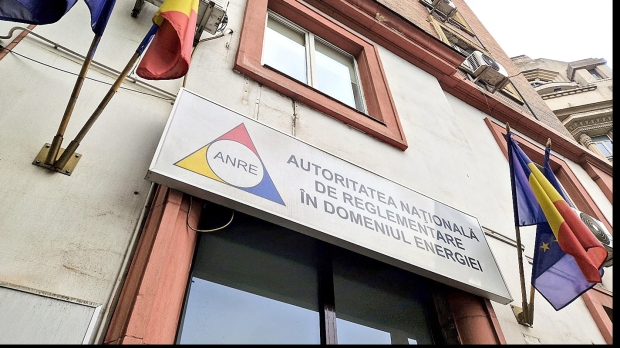 ANRE
AUTORITATEA NAȚIONALĂ
DE REGLEMENTARE
ÎN DOMENIUL ENERGIEI